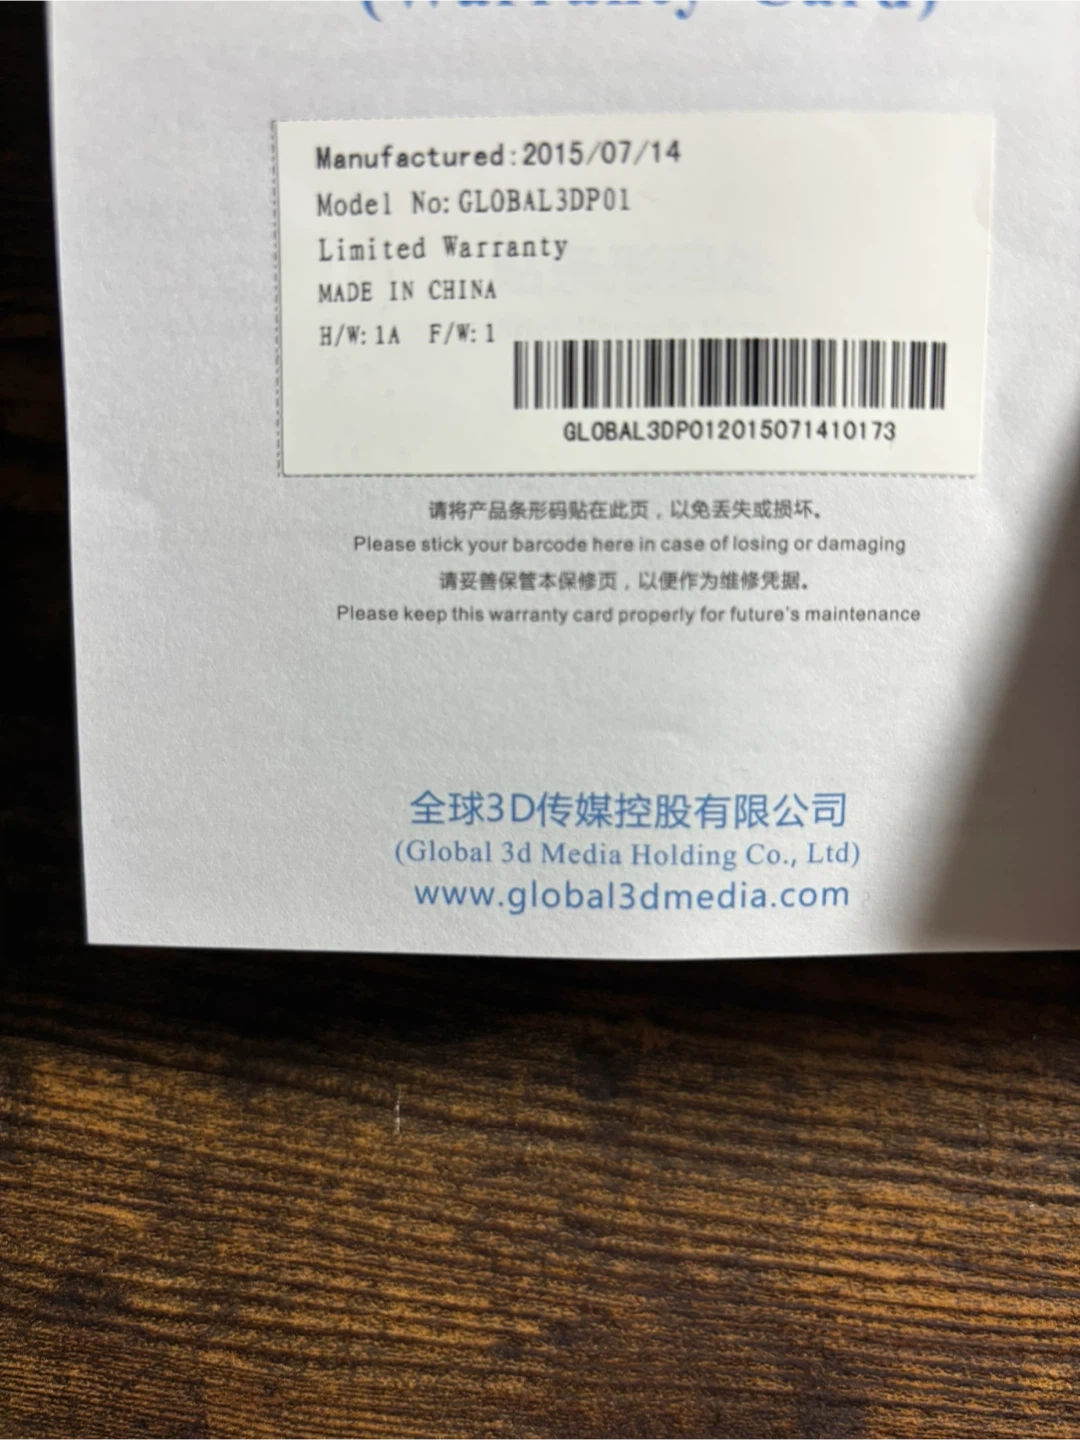 (Warranty Card)
Manufactured:2015/07/14
Model No:GLOBAL3DP01
Limited Warranty
MADE IN CHINA
H/W:1A F/W:1
GLOBAL3DP012015071410173
请将产品条形码贴在此页，以免丢失或损坏。
Please stick your barcode here in case of losing or damaging
请妥善保管本保修页，以便作为维修凭据。
Please keep this warranty card properly for future's maintenance
全球3D传媒控股有限公司
(Global 3d Media Holding Co., Ltd)
www.global3dmedia.com